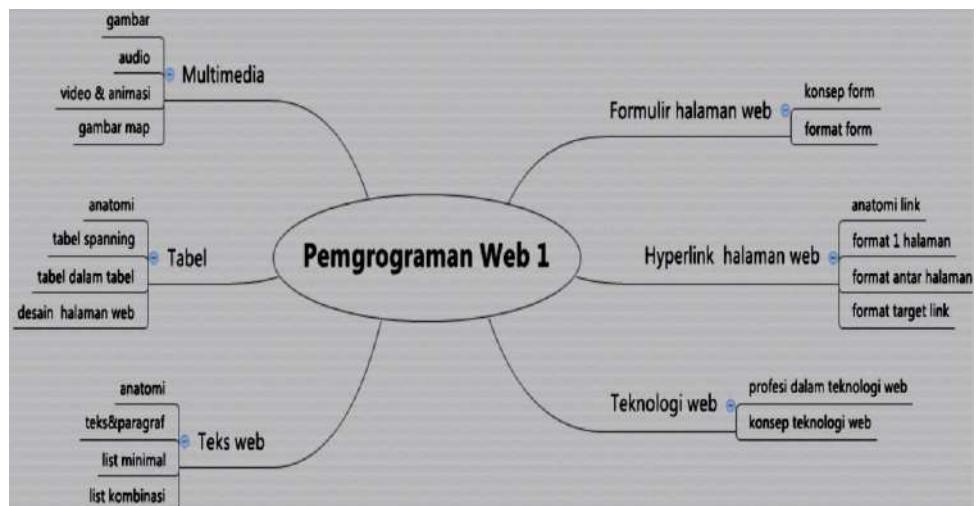 gambar
audio
video & animasi
gambar map
Multimedia
anatomi
tabel spanning
tabel dalam tabel
desain halaman web
Tabel
anatomi
teks&paragraf
list minimal
list kombinasi
Teks web
Pemgrograman Web 1
Formulir halaman web
konsep form
format form
Hyperlink halaman web
anatomi link
format 1 halaman
format antar halaman
format target link
Teknologi web
profesi dalam teknologi web
konsep teknologi web